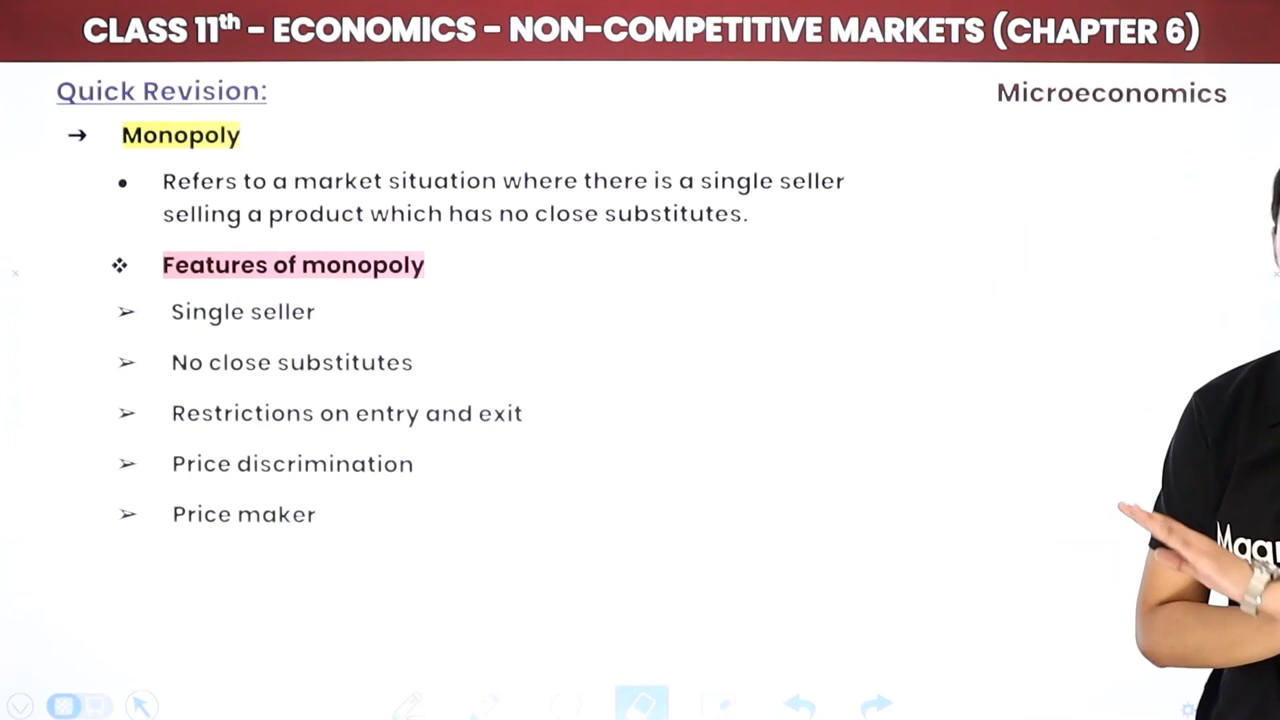 CLASS 11th - ECONOMICS - NON-COMPETITIVE MARKETS (CHAPTER 6)
Quick Revision:
Microeconomics
→ Monopoly
• Refers to a market situation where there is a single seller
selling a product which has no close substitutes.
❖ Features of monopoly
➢ Single seller
➢ No close substitutes
➢ Restrictions on entry and exit
➢ Price discrimination
➢ Price maker